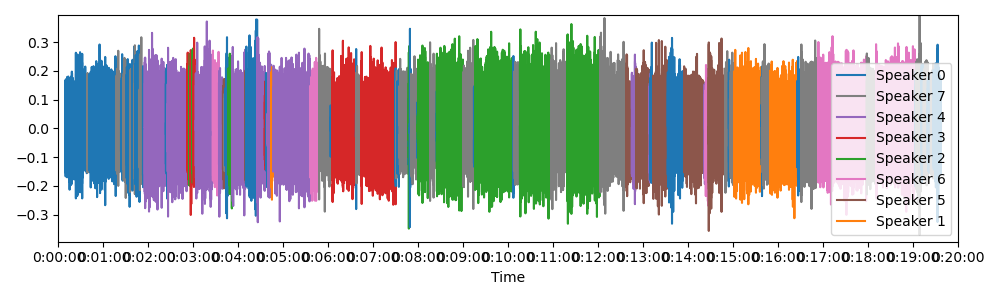 0.3
0.2
0.1
0.0
−0.1
−0.2
−0.3
0:00:00 0:01:00 0:02:00 0:03:00 0:04:00 0:05:00 0:06:00 0:07:00 0:08:00 0:09:00 0:10:00 0:11:00 0:12:00 0:13:00 0:14:00 0:15:00 0:16:00 0:17:00 0:18:00 0:19:00 0:20:00
Time
Speaker 0
Speaker 7
Speaker 4
Speaker 3
Speaker 2
Speaker 6
Speaker 5
Speaker 1